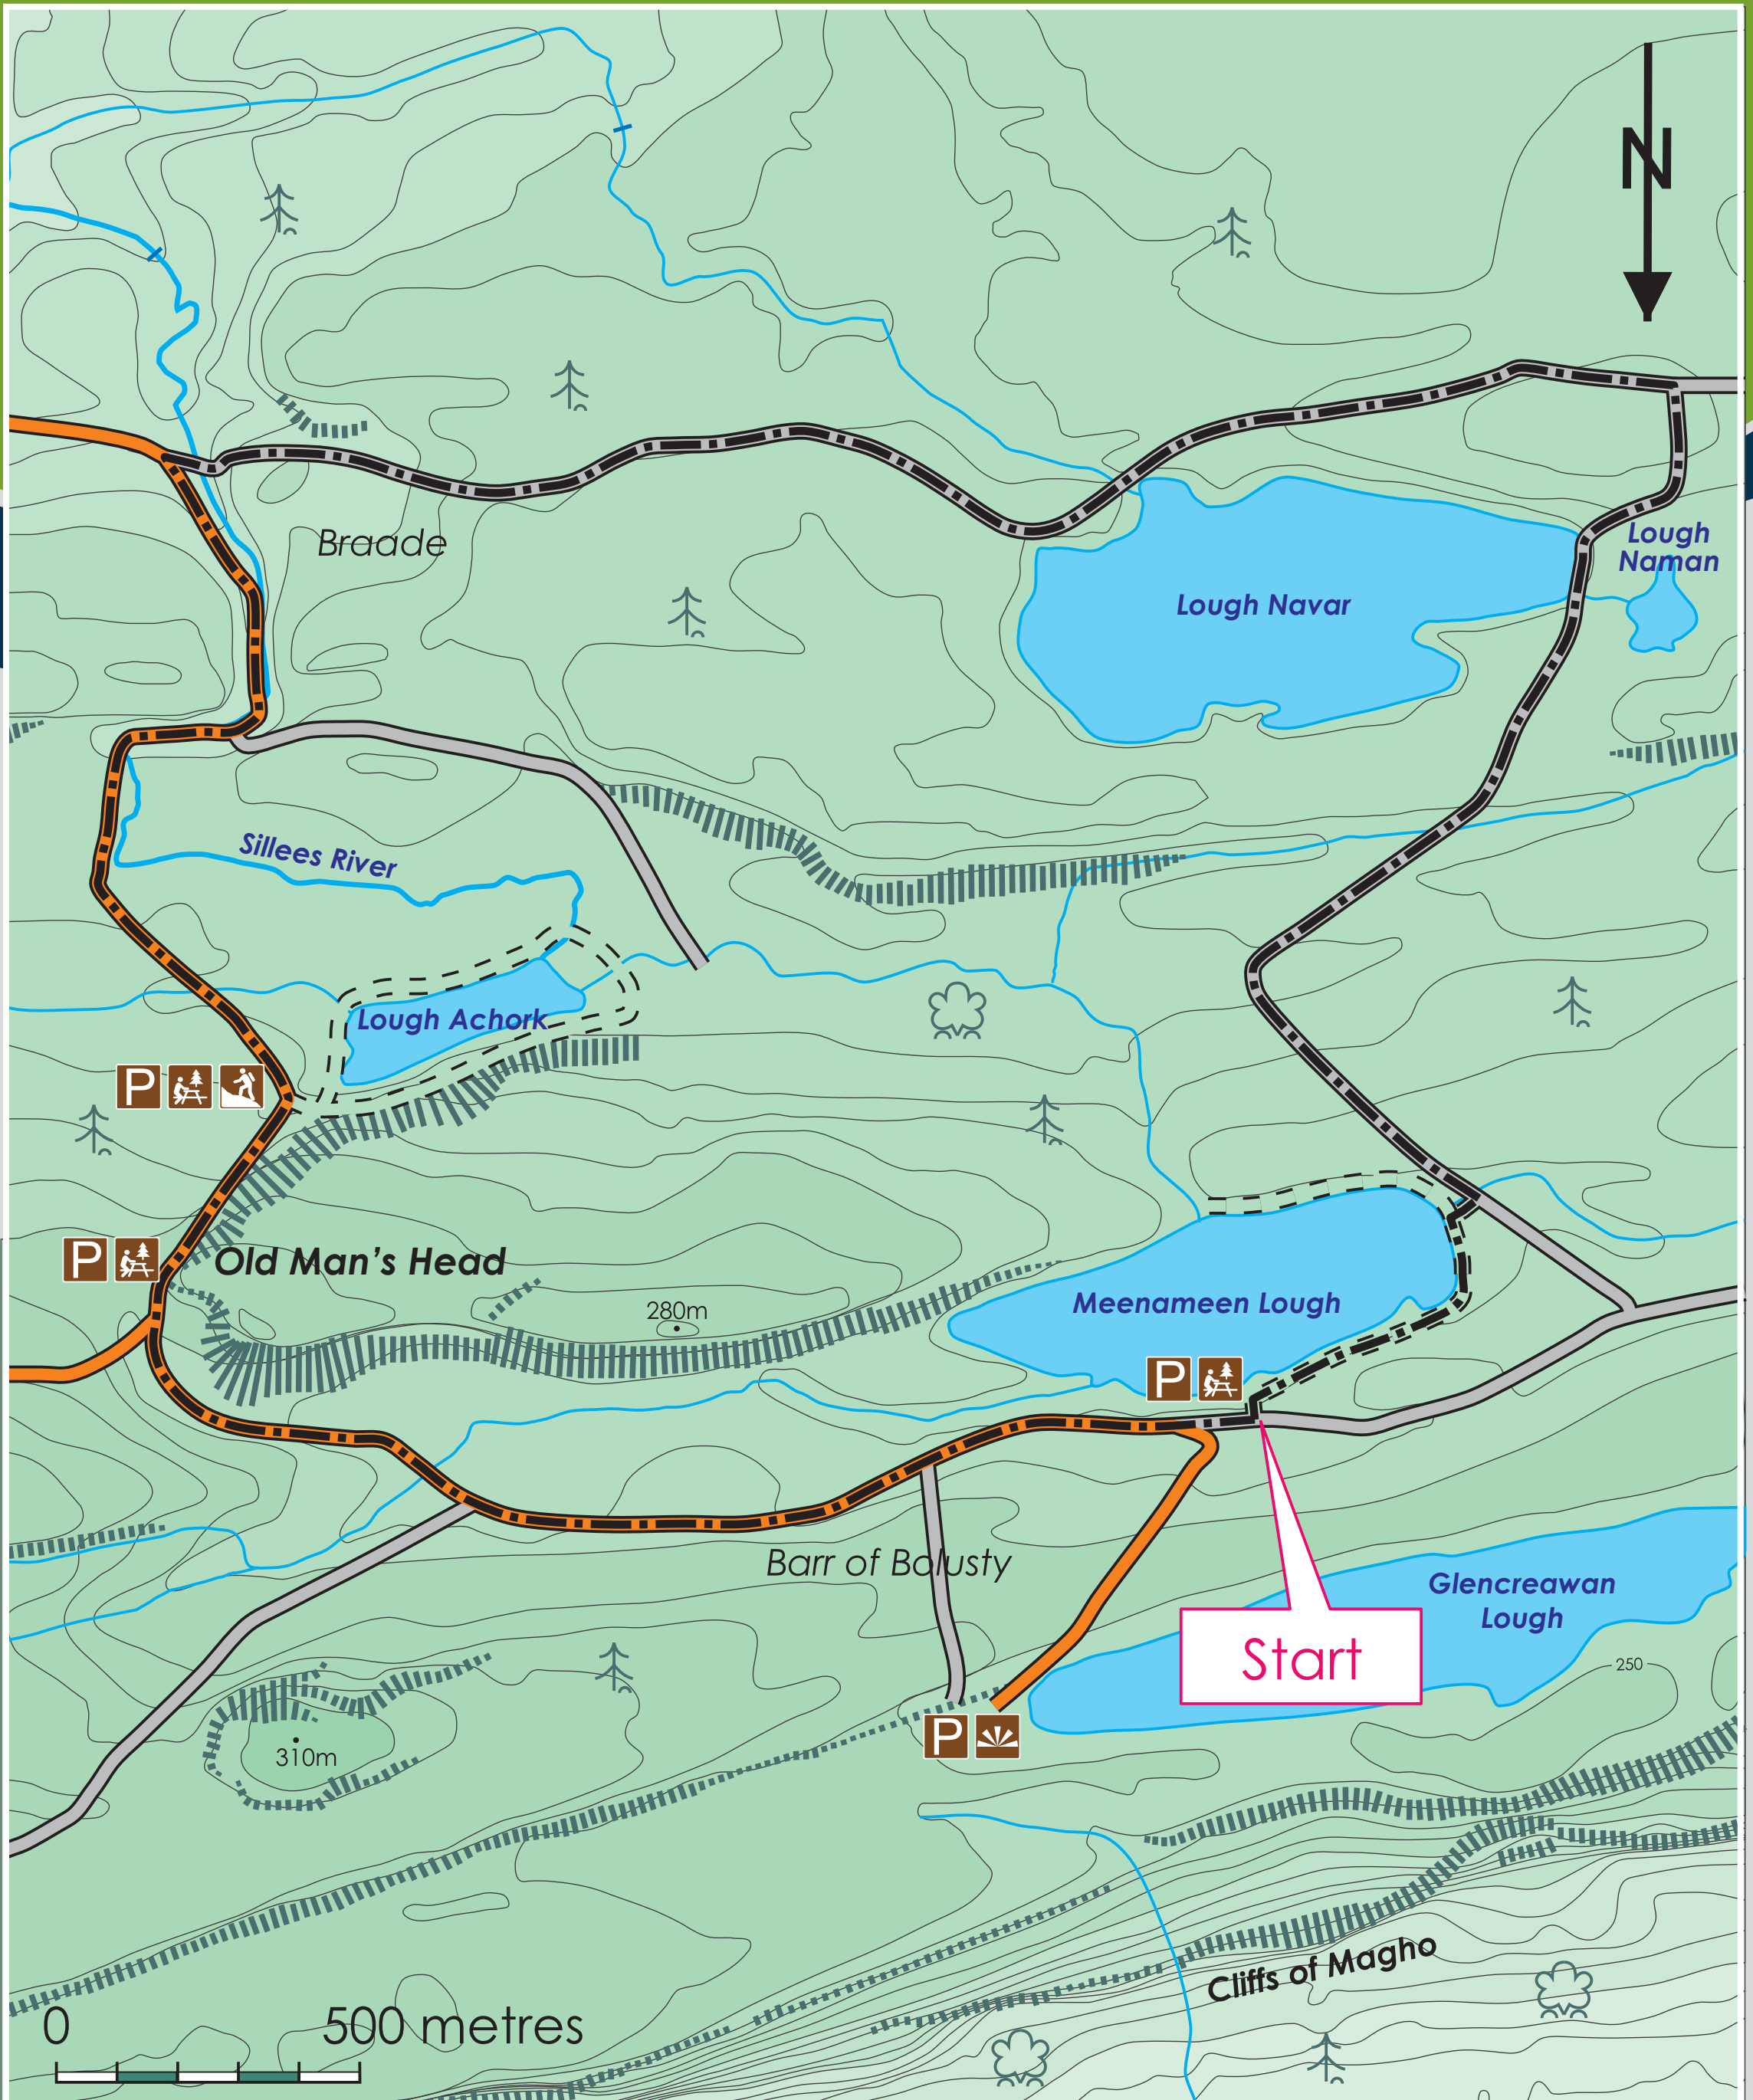 N
Braade
Lough
Naman
Lough Navar
Sillees River
Lough Achork
P
P
Old Man's Head
280m
Meenameen Lough
P
Barr of Bolusty
Glencreawan
Lough
Start
250
P
310m
Cliffs of Magho
0 500 metres